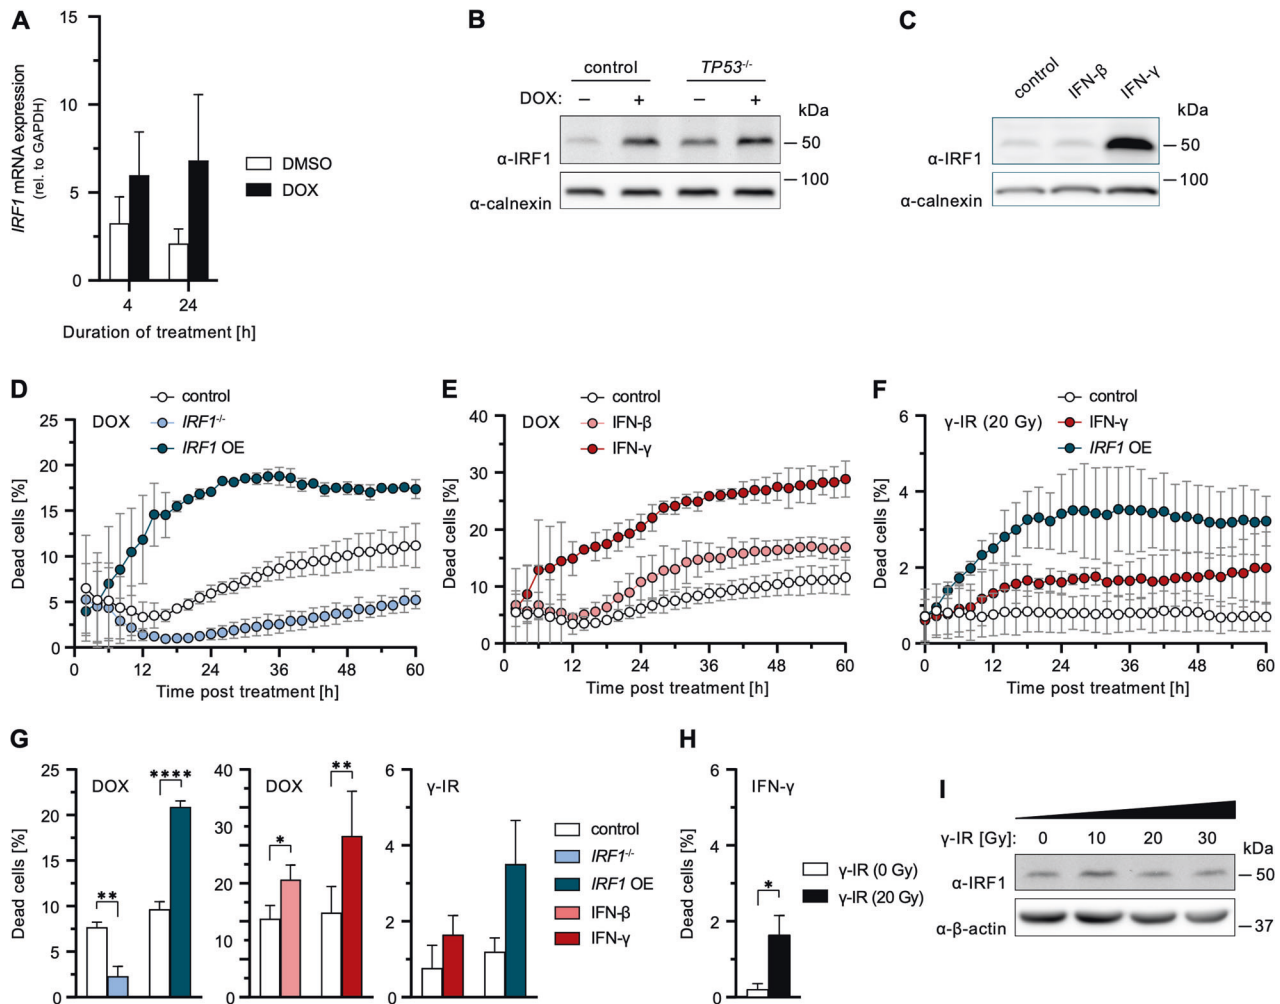 A
15
10
5
0
IRF1 mRNA expression
(rel. to GAPDH)
4
24
Duration of treatment [h]
DMSO
DOX
B
control
TP53-/-
DOX:
–
+
–
+
kDa
α-IRF1
50
100
α-calnexin
C
control
IFN-β
IFN-γ
kDa
α-IRF1
50
100
α-calnexin
D
DOX
control
IRF1-/-
IRF1 OE
25
20
15
10
5
0
Dead cells [%]
0
12
24
36
48
60
Time post treatment [h]
E
DOX
control
IFN-β
IFN-γ
40
30
20
10
0
Dead cells [%]
0
12
24
36
48
60
Time post treatment [h]
F
γ-IR (20 Gy)
control
IFN-γ
IRF1 OE
6
4
2
0
Dead cells [%]
0
12
24
36
48
60
Time post treatment [h]
G
DOX
25
20
15
10
5
0
Dead cells [%]
**
****
DOX
40
30
20
10
0
*
**
γ-IR
6
4
2
0
control
IRF1-/-
IRF1 OE
IFN-β
IFN-γ
H
IFN-γ
6
4
2
0
Dead cells [%]
*
γ-IR (0 Gy)
γ-IR (20 Gy)
I
γ-IR [Gy]:
0
10
20
30
kDa
α-IRF1
50
α-β-actin
37